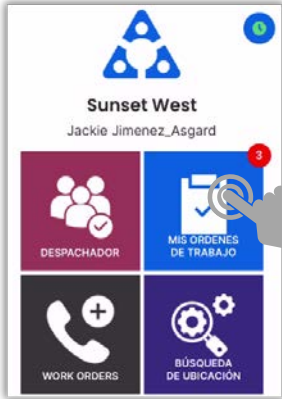 Sunset West
Jackie Jimenez_Asgard
3
DESPACHADOR
MIS ORDENES
DE TRABAJO
WORK ORDERS
BÚSQUEDA
DE UBICACIÓN